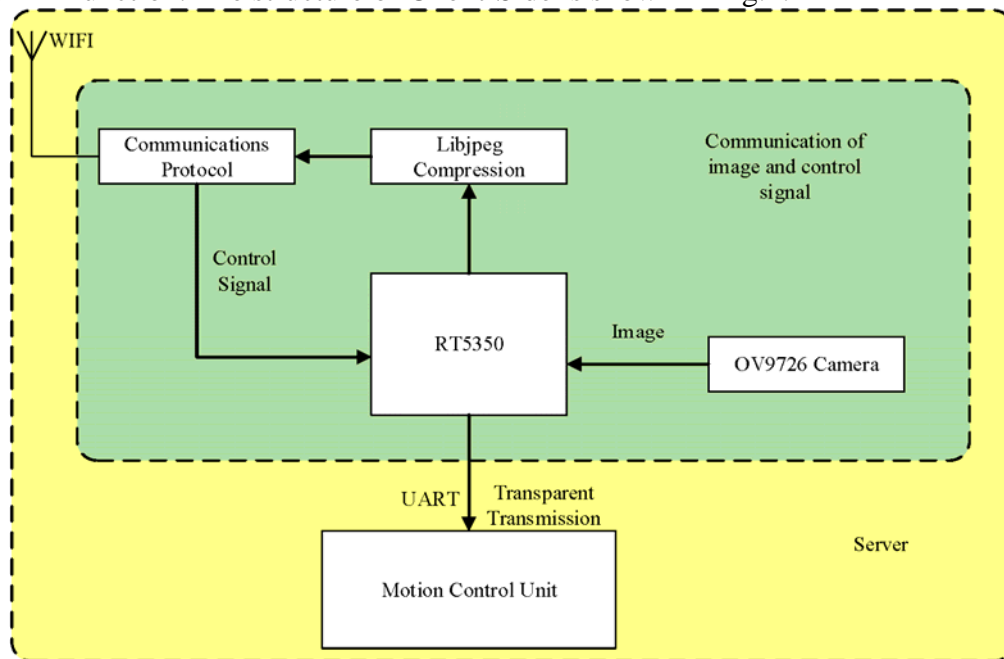 WIFI
Communications
Protocol
Libjpeg
Compression
Communication of
image and control
signal
Control
Signal
RT5350
Image
OV9726 Camera
UART
Transparent
Transmission
Server
Motion Control Unit